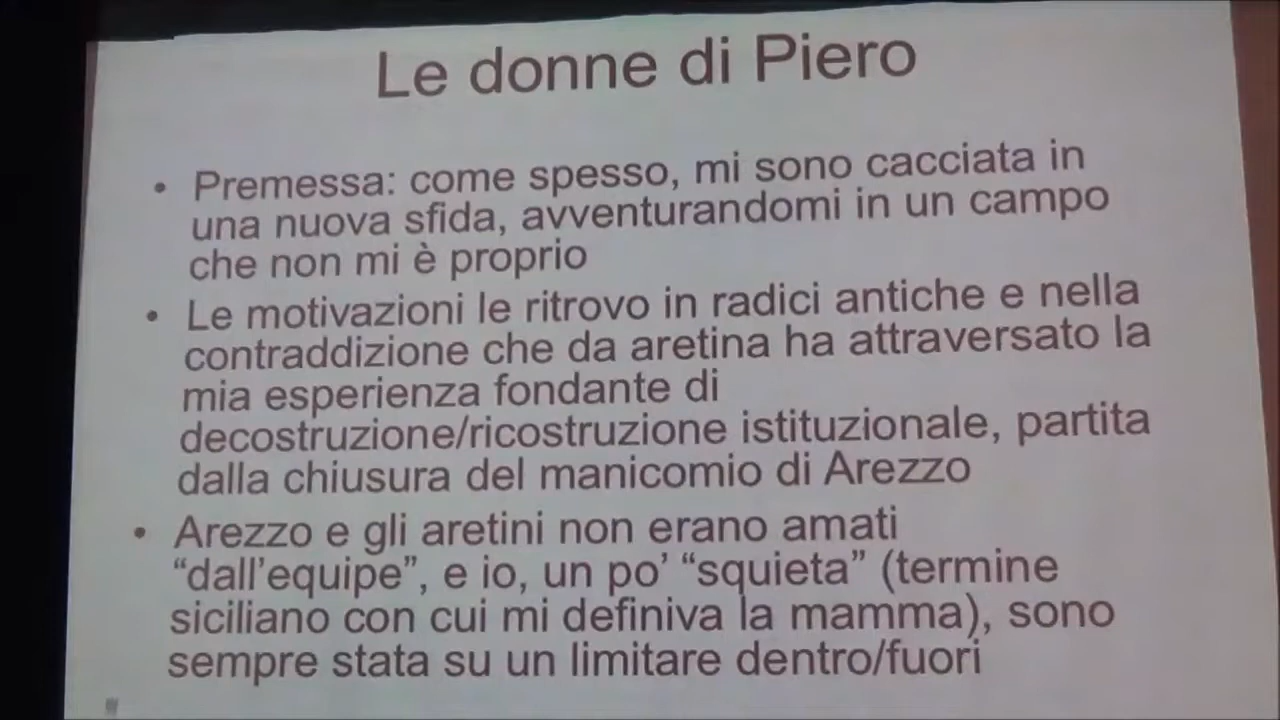 Le donne di Piero
• Premessa: come spesso, mi sono cacciata in
una nuova sfida, avventurandomi in un campo
che non mi è proprio
• Le motivazioni le ritrovo in radici antiche e nella
contraddizione che da aretina ha attraversato la
mia esperienza fondante di
decostruzione/ricostruzione istituzionale, partita
dalla chiusura del manicomio di Arezzo
• Arezzo e gli aretini non erano amati
“dall’equipe”, e io, un po’ “squieta” (termine
siciliano con cui mi definiva la mamma), sono
sempre stata su un limitare dentro/fuori